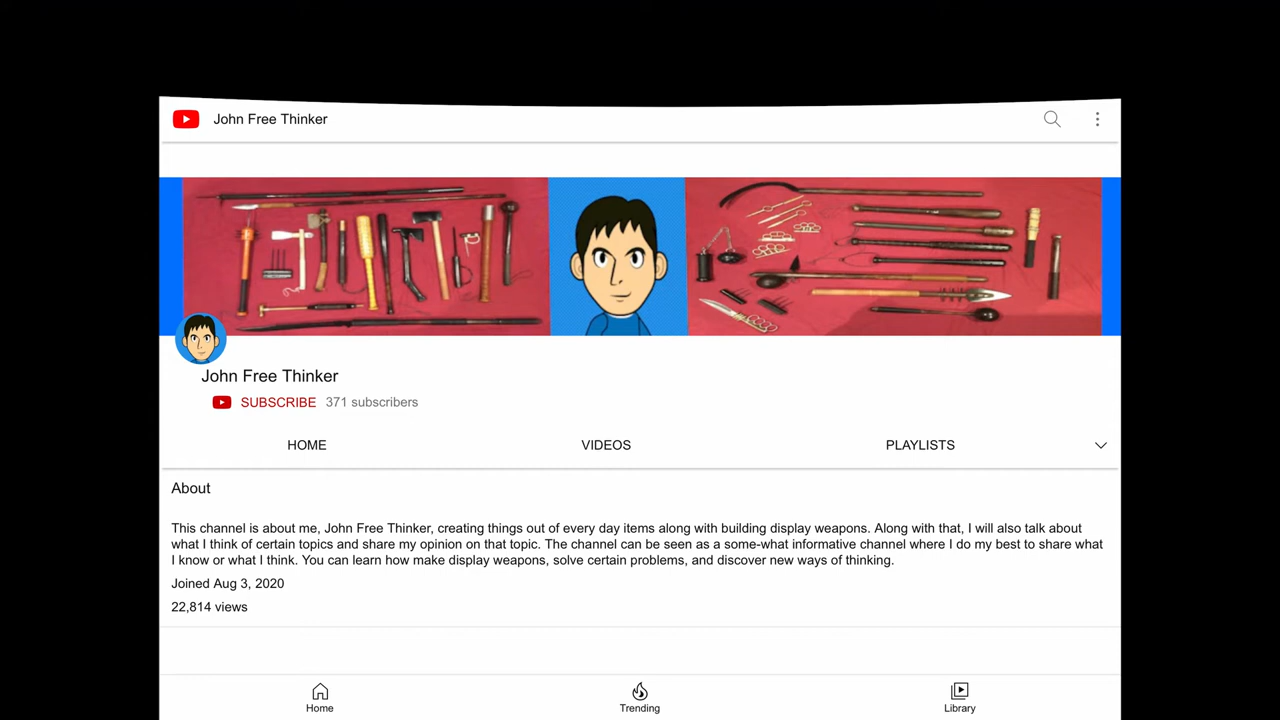 John Free Thinker
John Free Thinker
SUBSCRIBE 371 subscribers
HOME VIDEOS PLAYLISTS
About
This channel is about me, John Free Thinker, creating things out of every day items along with building display weapons. Along with that, I will also talk about
what I think of certain topics and share my opinion on that topic. The channel can be seen as a some-what informative channel where I do my best to share what
I know or what I think. You can learn how make display weapons, solve certain problems, and discover new ways of thinking.
Joined Aug 3, 2020
22,814 views
Home Trending Library